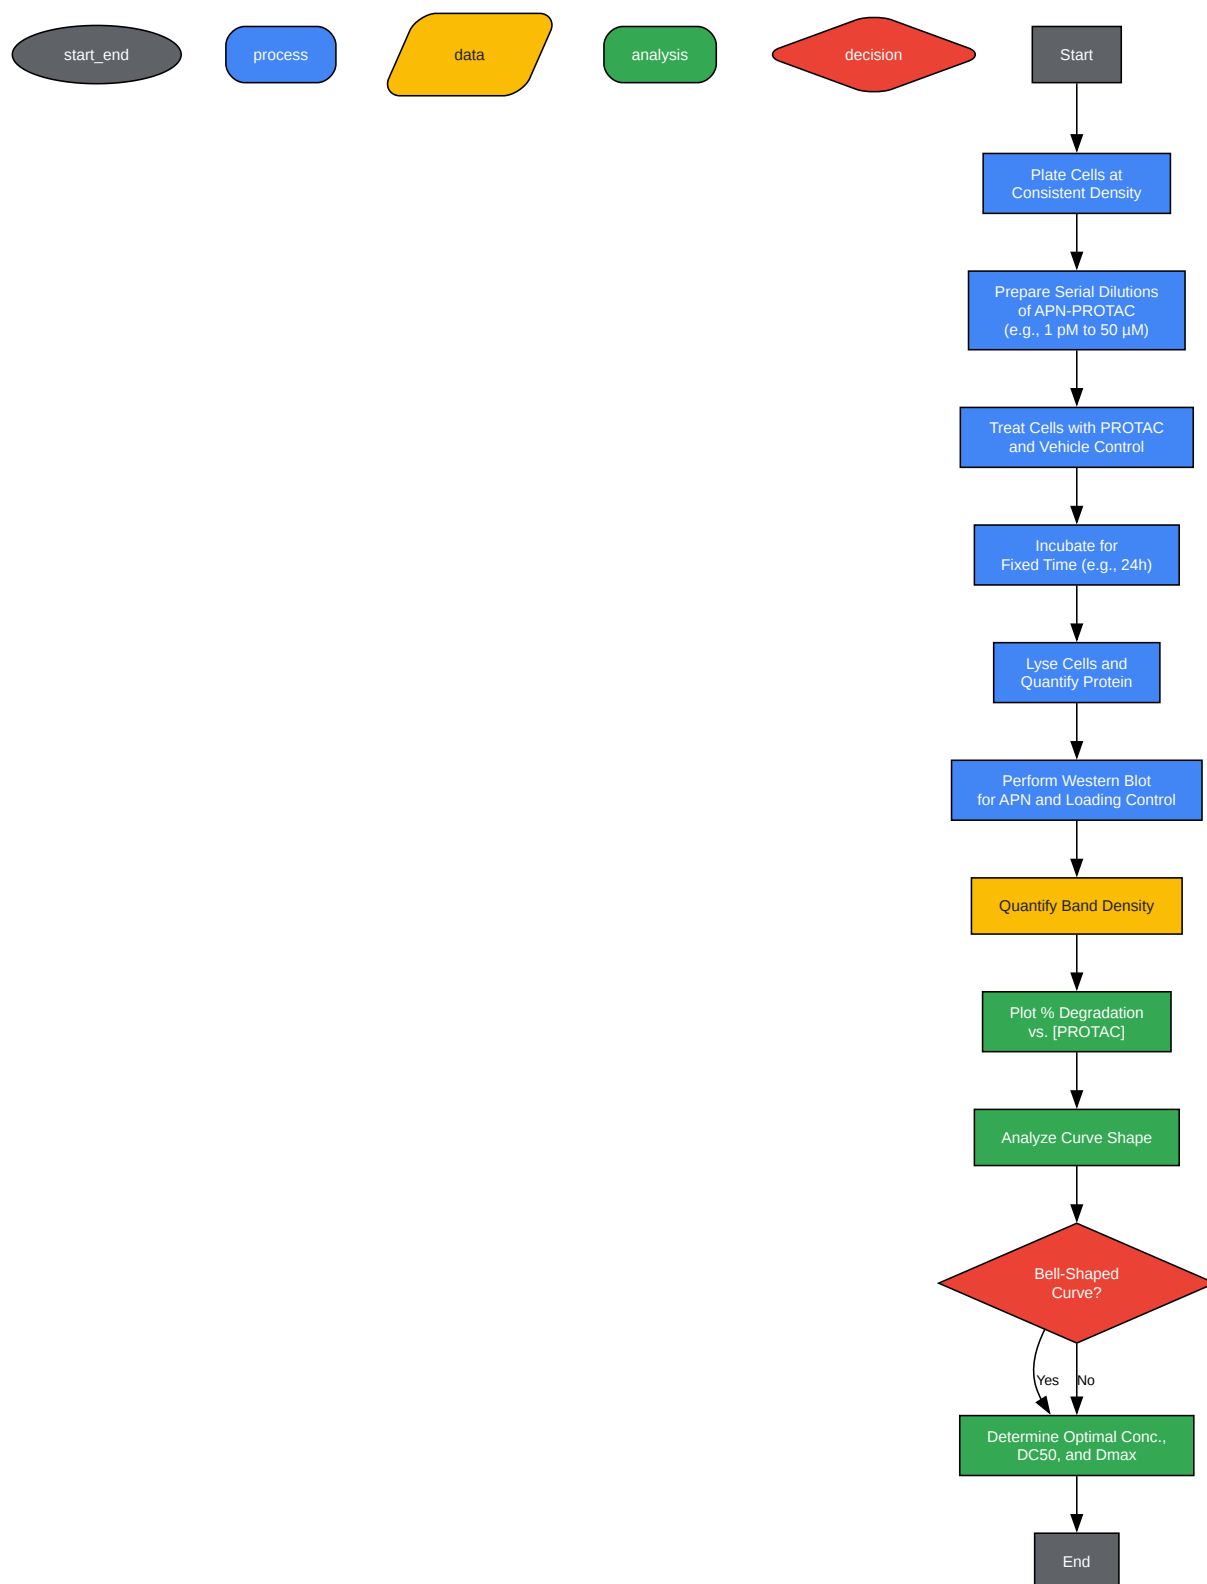 start_end
process
data
analysis
decision
Start
Plate Cells at
Consistent Density
Prepare Serial Dilutions
of APN-PROTAC
(e.g., 1 pM to 50 µM)
Treat Cells with PROTAC
and Vehicle Control
Incubate for
Fixed Time (e.g., 24h)
Lyse Cells and
Quantify Protein
Perform Western Blot
for APN and Loading Control
Quantify Band Density
Plot % Degradation
vs. [PROTAC]
Analyze Curve Shape
Bell-Shaped
Curve?
Yes
No
Determine Optimal Conc.,
DC50, and Dmax
End